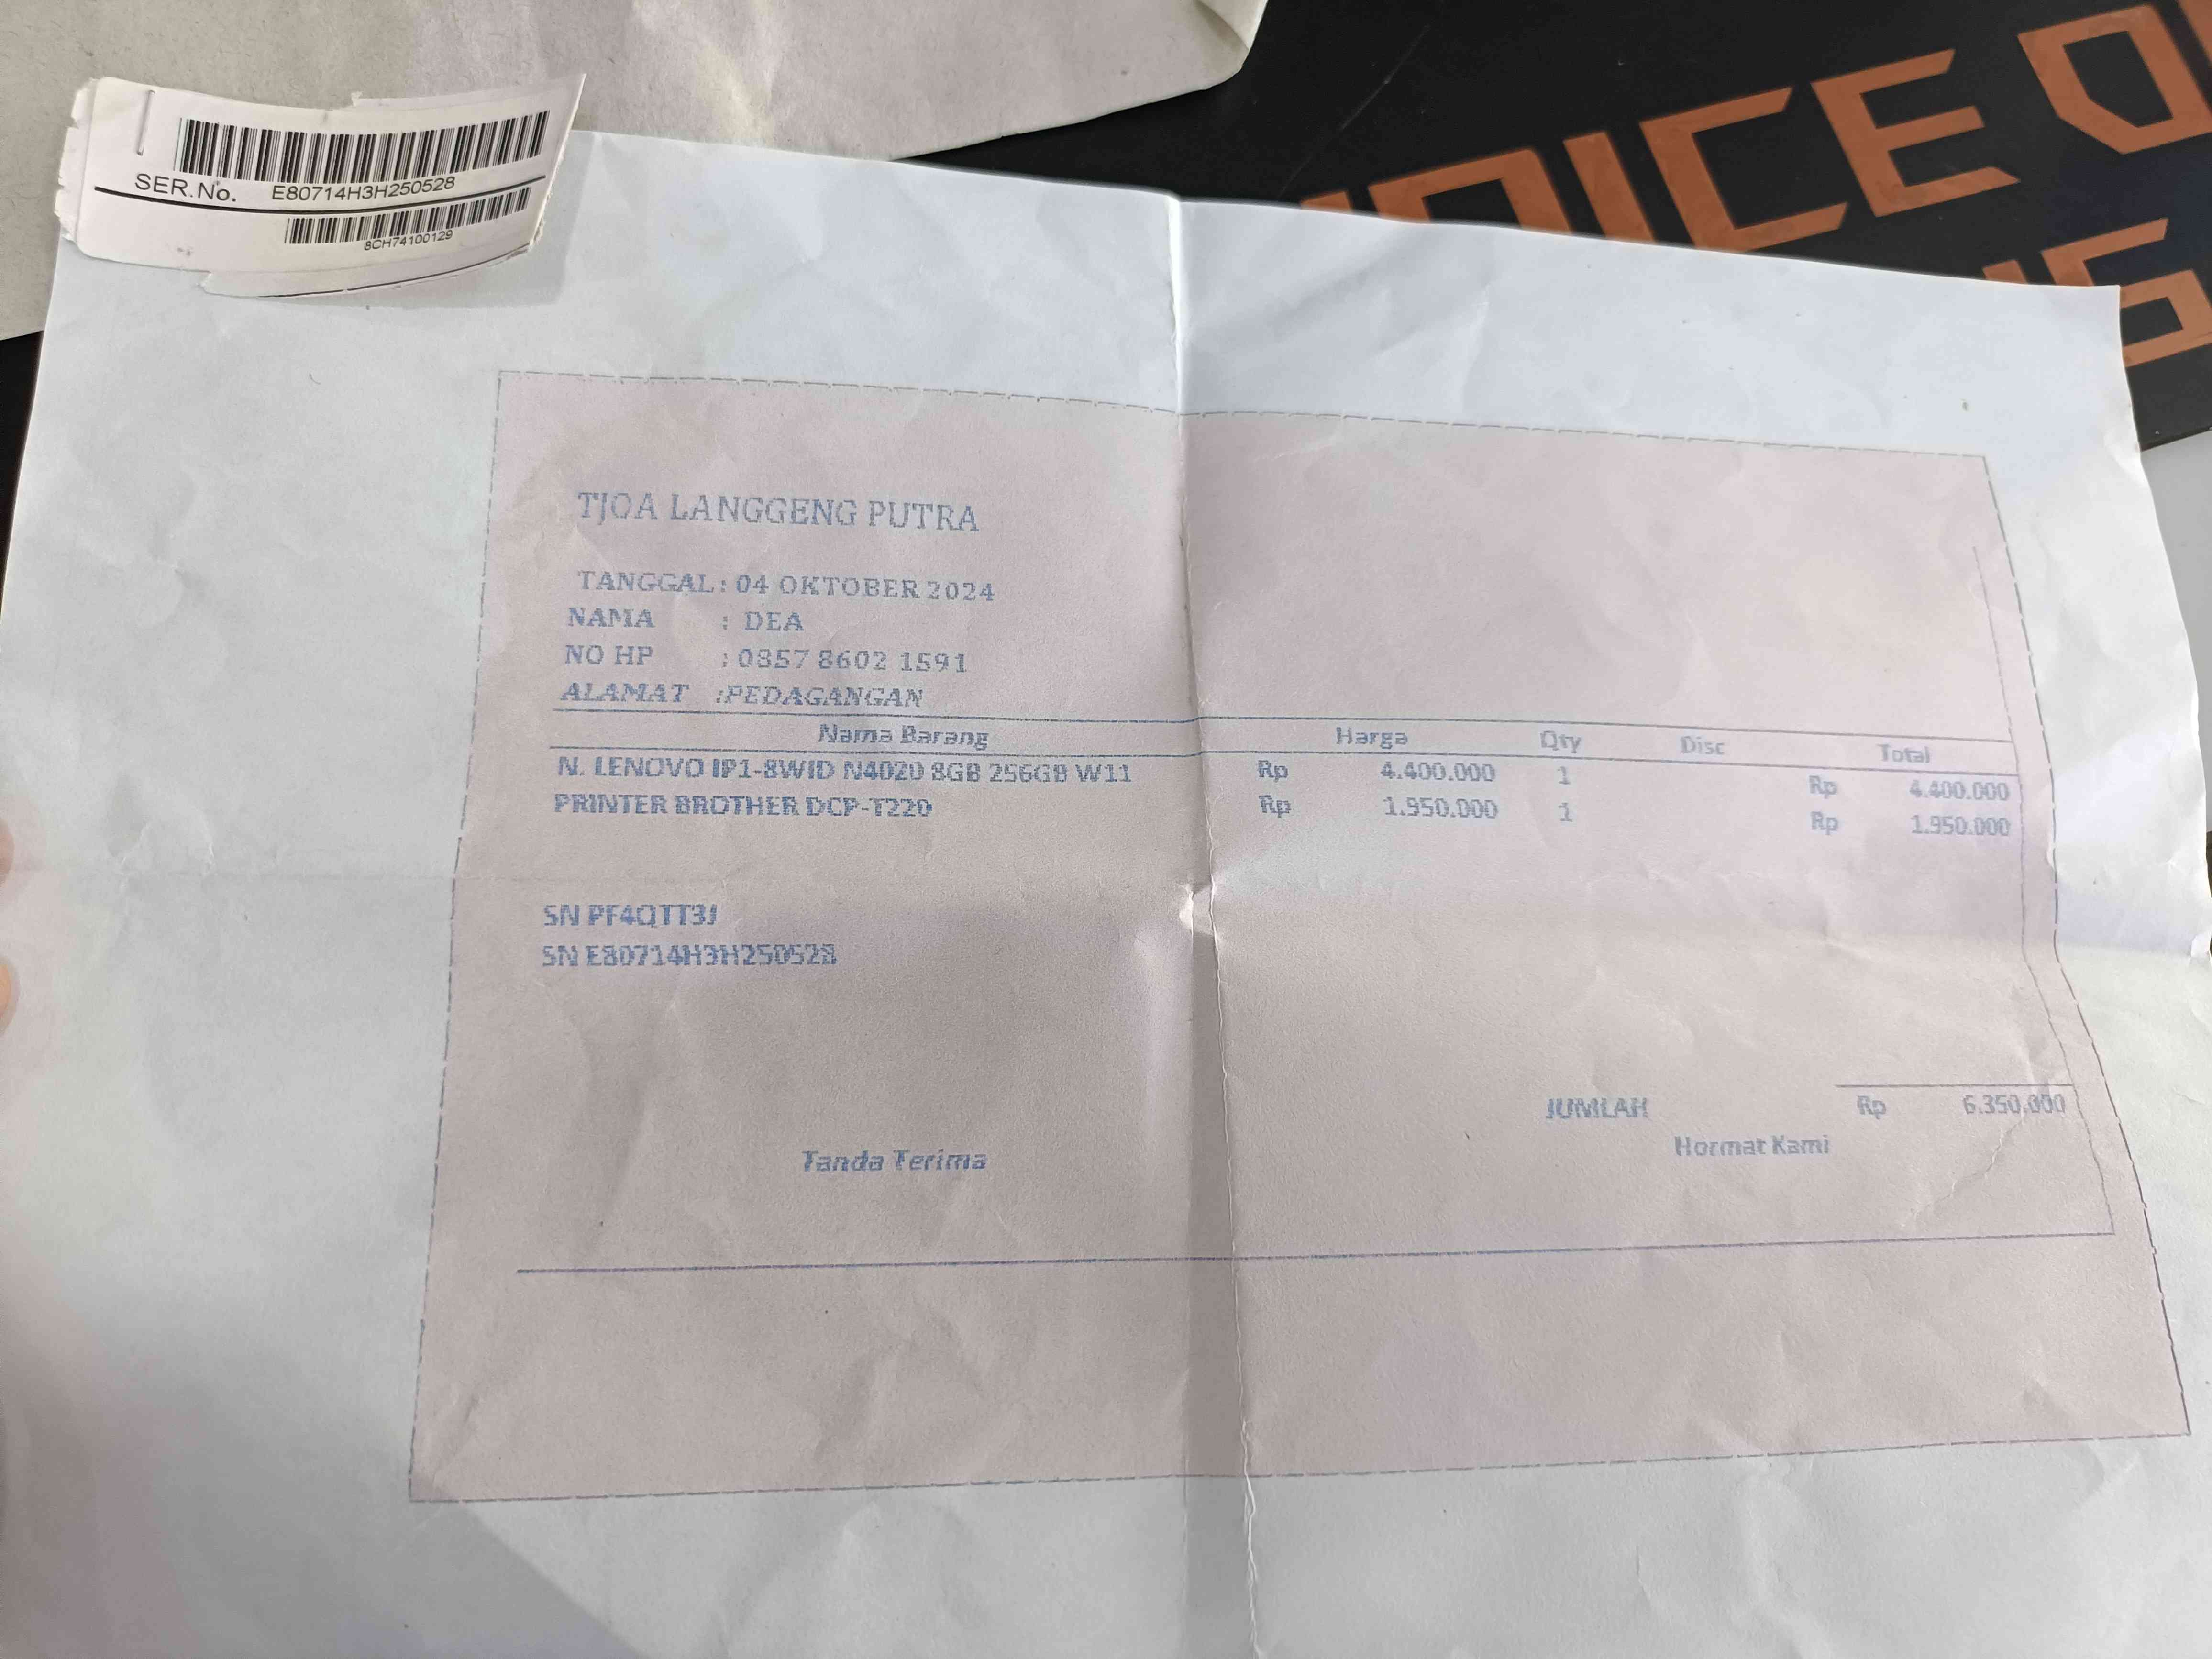 SER.No. E80714H3H250528
8CH74100129
TJOA LANGGENG PUTRA
TANGGAL : 04 OKTOBER 2024
NAMA : DEA
NO HP : 0857 8602 1591
ALAMAT :PEDAGANGAN
Nama Barang Harga Qty Disc Total
N. LENOVO IP1-8WID N4020 8GB 256GB W11 Rp 4.400.000 1 Rp 4.400.000
PRINTER BROTHER DCP-T220 Rp 1.950.000 1 Rp 1.950.000
SN PF4QTT3J
SN E80714H3H250528
JUMLAH Rp 6.350.000
Tanda Terima Hormat Kami